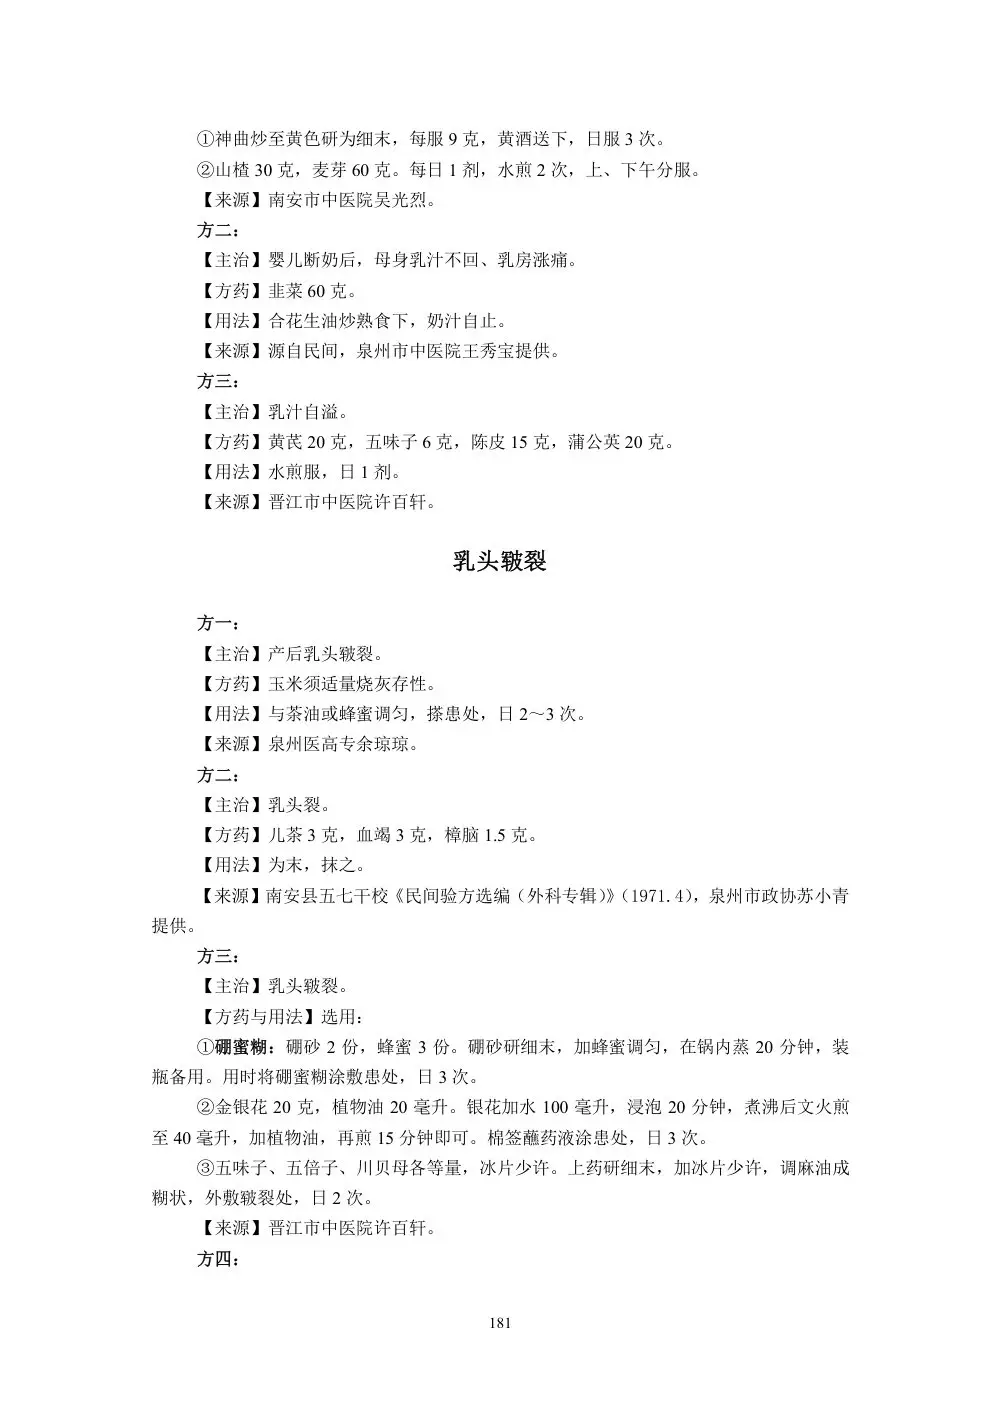 ①神曲炒至黄色研为细末，每服 9 克，黄酒送下，日服 3 次。
②山楂 30 克，麦芽 60 克。每日 1 剂，水煎 2 次，上、下午分服。
【来源】南安市中医院吴光烈。
方二：
【主治】婴儿断奶后，母身乳汁不回、乳房涨痛。
【方药】韭菜 60 克。
【用法】合花生油炒熟食下，奶汁自止。
【来源】源自民间，泉州市中医院王秀宝提供。
方三：
【主治】乳汁自溢。
【方药】黄芪 20 克，五味子 6 克，陈皮 15 克，蒲公英 20 克。
【用法】水煎服，日 1 剂。
【来源】晋江市中医院许百轩。
乳头皲裂
方一：
【主治】产后乳头皲裂。
【方药】玉米须适量烧灰存性。
【用法】与茶油或蜂蜜调匀，搽患处，日 2～3 次。
【来源】泉州医高专余琼琼。
方二：
【主治】乳头裂。
【方药】儿茶 3 克，血竭 3 克，樟脑 1.5 克。
【用法】为末，抹之。
【来源】南安县五七干校《民间验方选编（外科专辑）》（1971.4），泉州市政协苏小青
提供。
方三：
【主治】乳头皲裂。
【方药与用法】选用：
①硼蜜糊：硼砂 2 份，蜂蜜 3 份。硼砂研细末，加蜂蜜调匀，在锅内蒸 20 分钟，装
瓶备用。用时将硼蜜糊涂敷患处，日 3 次。
②金银花 20 克，植物油 20 毫升。银花加水 100 毫升，浸泡 20 分钟，煮沸后文火煎
至 40 毫升，加植物油，再煎 15 分钟即可。棉签蘸药液涂患处，日 3 次。
③五味子、五倍子、川贝母各等量，冰片少许。上药研细末，加冰片少许，调麻油成
糊状，外敷皲裂处，日 2 次。
【来源】晋江市中医院许百轩。
方四：
181